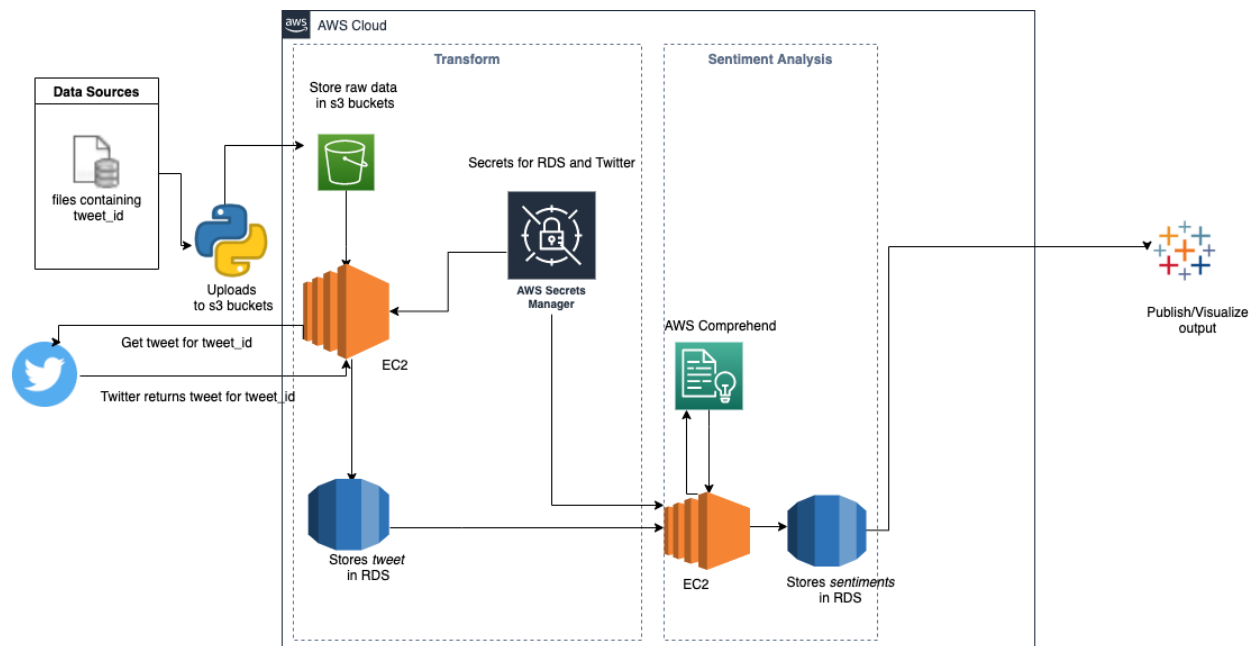 aws
AWS Cloud
Transform
Sentiment Analysis
Data Sources
files containing
tweet_id
Store raw data
in s3 buckets
Secrets for RDS and Twitter
Uploads
to s3 buckets
AWS Secrets
Manager
Get tweet for tweet_id
EC2
Twitter returns tweet for tweet_id
AWS Comprehend
Publish/Visualize
output
Stores tweet
in RDS
EC2
Stores sentiments
in RDS